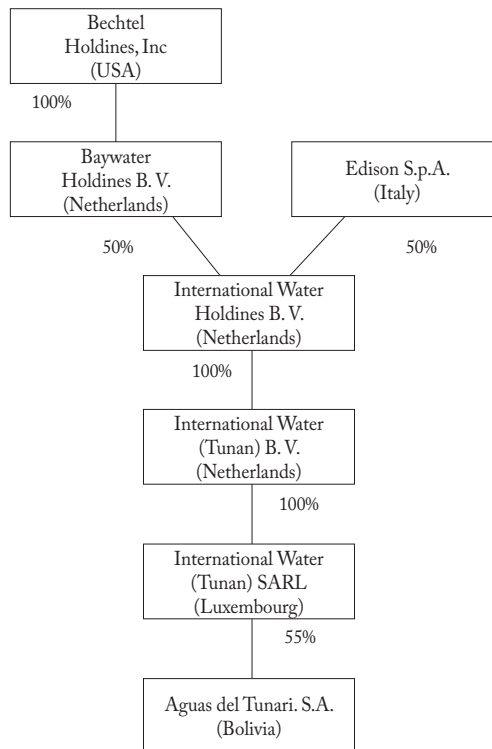 Bechtel
Holdines, Inc
(USA)
100%
Baywater
Holdines B. V.
(Netherlands)
Edison S.p.A.
(Italy)
50%
50%
International Water
Holdines B. V.
(Netherlands)
100%
International Water
(Tunan) B. V.
(Netherlands)
100%
International Water
(Tunan) SARL
(Luxembourg)
55%
Aguas del Tunari. S.A.
(Bolivia)